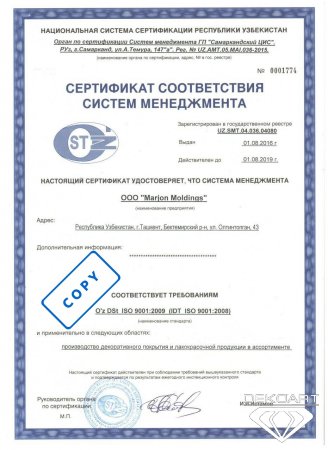 НАЦИОНАЛЬНАЯ СИСТЕМА СЕРТИФИКАЦИИ РЕСПУБЛИКИ УЗБЕКИСТАН
Орган по сертификации Систем менеджмента ГП "Самаркандский ЦИС",
РУз, г.Самарканд, ул.А.Темура, 147"а". Рег. № UZ.AMT.05.MAI.036-2015.
(наименование органа по сертификации, адрес, № в гос. реестре)
№ 0001774
СЕРТИФИКАТ СООТВЕТСТВИЯ
СИСТЕМ МЕНЕДЖМЕНТА
Зарегистрирован в государственном реестре
UZ.SMT.04.036.04080
ST
Выдан 01.08.2016 г
Действителен до 01.08.2019 г.
НАСТОЯЩИЙ СЕРТИФИКАТ УДОСТОВЕРЯЕТ, ЧТО СИСТЕМА МЕНЕДЖМЕНТА
ООО "Marjon Moldings"
(наименование предприятия)
Адрес:
Республика Узбекистан, г.Ташкент, Бектемирский р-н, ул. 43
Дополнительная информация:
COPY
СООТВЕТСТВУЕТ ТРЕБОВАНИЯМ
O'z DSt ISO 9001:2009 (IDT ISO 9001:2008)
(наименование стандарта)
и применительно в следующих областях:
производство декоративного покрытия и лакокрасочной продукции в ассортименте
Настоящий сертификат действителен при соблюдении требований вышеуказанного стандарта
и подтверждается по результатам ежегодного инспекционного контроля
Руководитель органа
по сертификации
М.П.
DEKOART